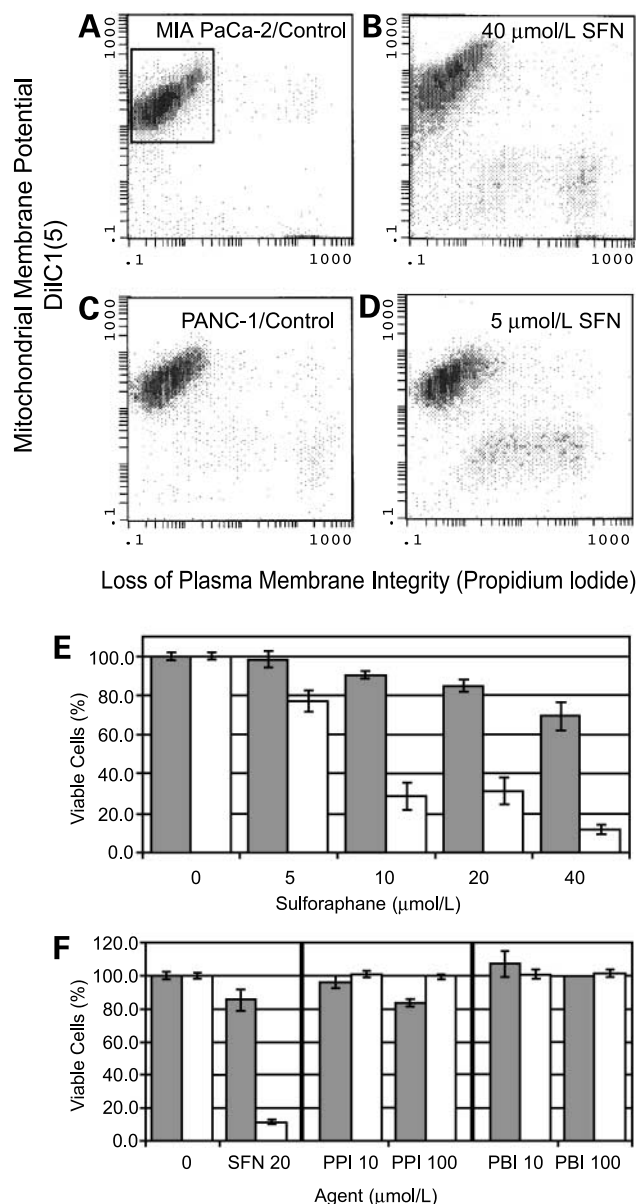 A
MIA PaCa-2/Control
B
40 μmol/L SFN
1000
.1
.1
1000
1000
.1
.1
1000
C
PANC-1/Control
D
5 μmol/L SFN
1000
.1
.1
1000
1000
.1
.1
1000
Mitochondrial Membrane Potential
DiIC1(5)
Loss of Plasma Membrane Integrity (Propidium Iodide)
E
100.0
80.0
60.0
40.0
20.0
0.0
Viable Cells (%)
0 5 10 20 40
Sulforaphane (μmol/L)
F
120.0
100.0
80.0
60.0
40.0
20.0
0.0
Viable Cells (%)
0 SFN 20 PPI 10 PPI 100 PBI 10 PBI 100
Agent (μmol/L)